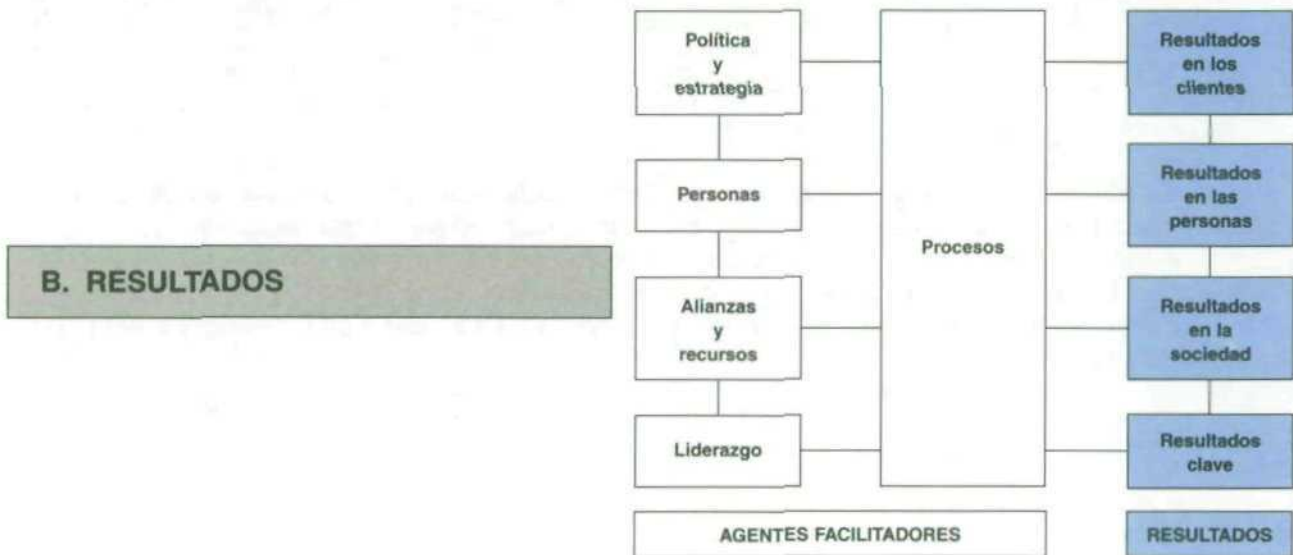 B. RESULTADOS
Política
y
estrategia
Personas
Alianzas
y
recursos
Liderazgo
Procesos
Resultados
en los
clientes
Resultados
en las
personas
Resultados
en la
sociedad
Resultados
clave
AGENTES FACILITADORES
RESULTADOS